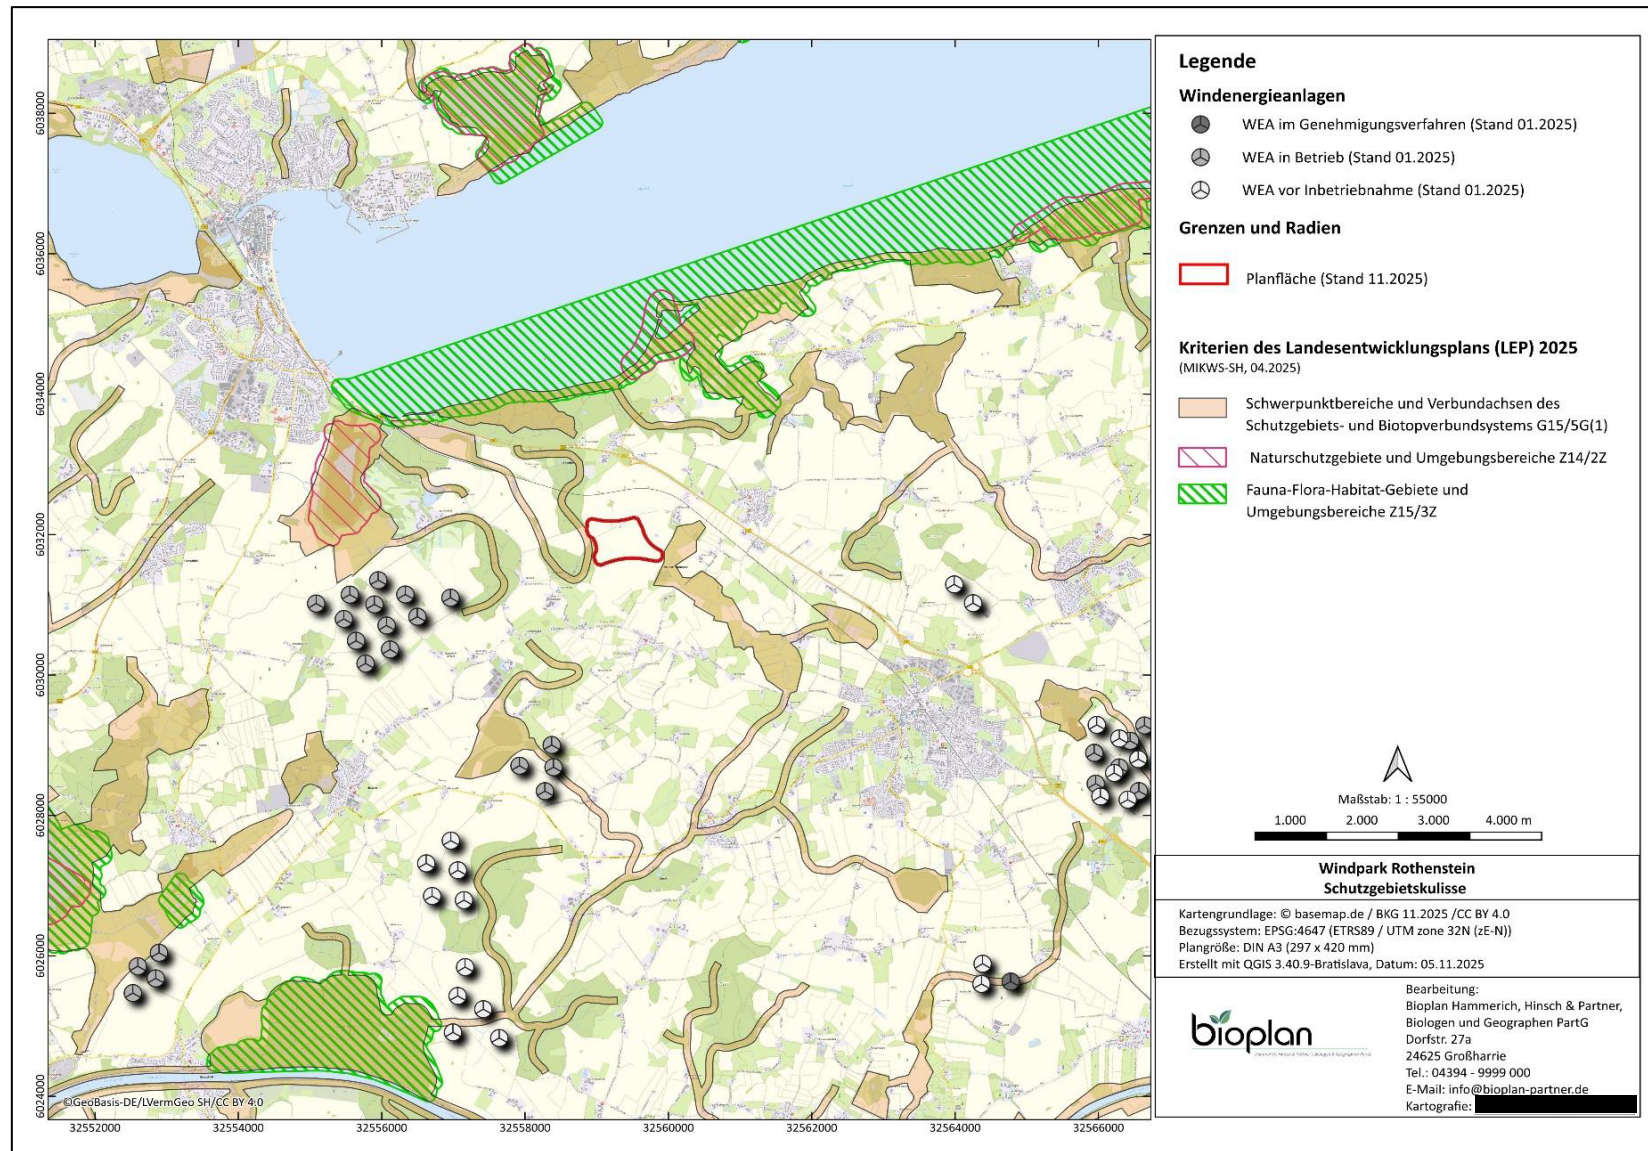 Legende
Windenergieanlagen
WEA im Genehmigungsverfahren (Stand 01.2025)
WEA in Betrieb (Stand 01.2025)
WEA vor Inbetriebnahme (Stand 01.2025)
Grenzen und Radien
Planfläche (Stand 11.2025)
Kriterien des Landesentwicklungsplans (LEP) 2025
(MIKWS-SH, 04.2025)
Schwerpunktbereiche und Verbundachsen des
Schutzgebiets- und Biotopverbundsystems G15/5G(1)
Naturschutzgebiete und Umgebungsbereiche Z14/2Z
Fauna-Flora-Habitat-Gebiete und
Umgebungsbereiche Z15/3Z
Maßstab: 1 : 55000
1.000 2.000 3.000 4.000 m
Windpark Rothenstein
Schutzgebietskulisse
Kartengrundlage: © basemap.de / BKG 11.2025 /CC BY 4.0
Bezugssystem: EPSG:4647 (ETRS89 / UTM zone 32N (zE-N))
Plangröße: DIN A3 (297 x 420 mm)
Erstellt mit QGIS 3.40.9-Bratislava, Datum: 05.11.2025
bioplan
Bearbeitung:
Bioplan Hammerich, Hinsch & Partner,
Biologen und Geographen PartG
Dorfstr. 27a
24625 Großharrie
Tel.: 04394 - 9999 000
E-Mail: info@bioplan-partner.de
Kartografie:
6038000
6036000
6034000
6032000
6030000
6028000
6026000
6024000
©GeoBasis-DE/LVermGeo SH/CC BY 4.0
32552000 32554000 32556000 32558000 32560000 32562000 32564000 32566000